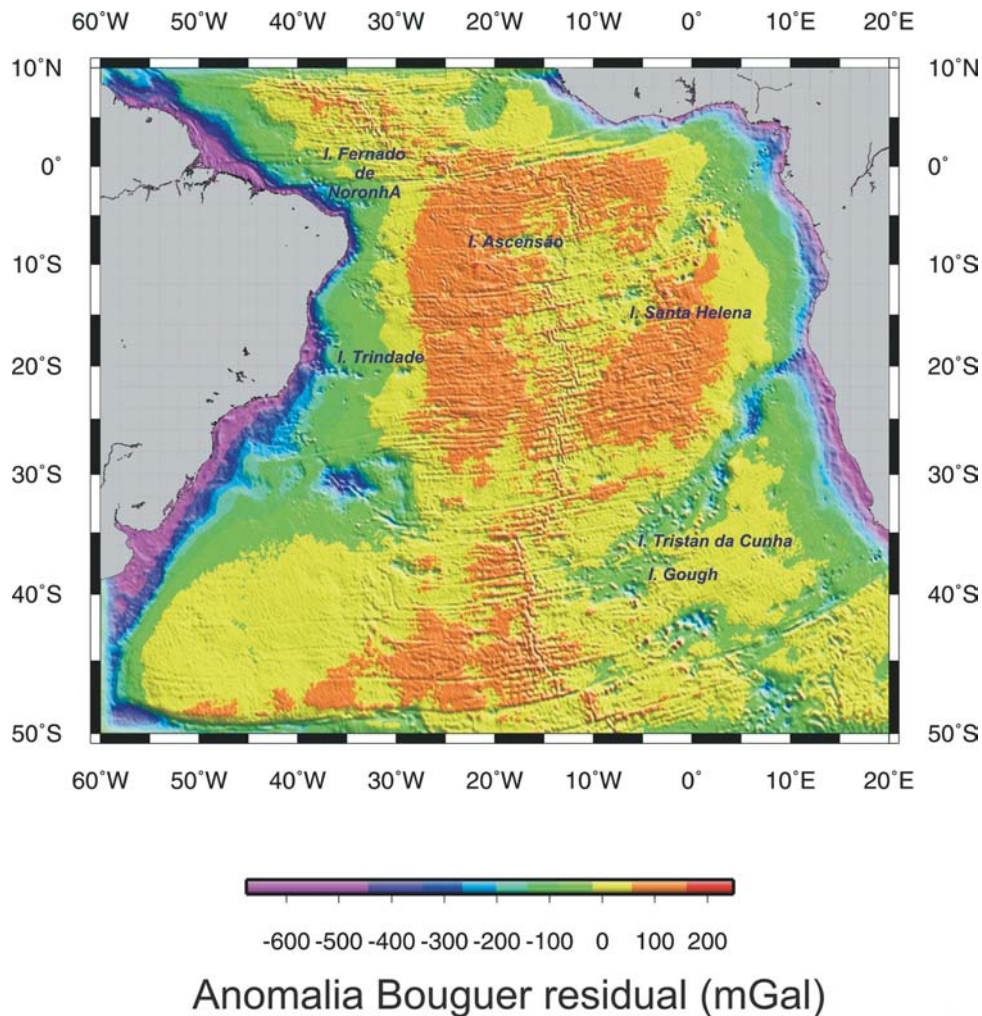 60˚W 50˚W 40˚W 30˚W 20˚W 10˚W 0˚ 10˚E 20˚E
10˚N 10˚N
I. Fernado
0˚ de 0˚
NoronhA
I. Ascensão
10˚S 10˚S
I. Santa Helena
I. Trindade
20˚S 20˚S
30˚S 30˚S
I. Tristan da Cunha
I. Gough
40˚S 40˚S
50˚S 50˚S
60˚W 50˚W 40˚W 30˚W 20˚W 10˚W 0˚ 10˚E 20˚E
-600 -500 -400 -300 -200 -100 0 100 200
Anomalia Bouguer residual (mGal)